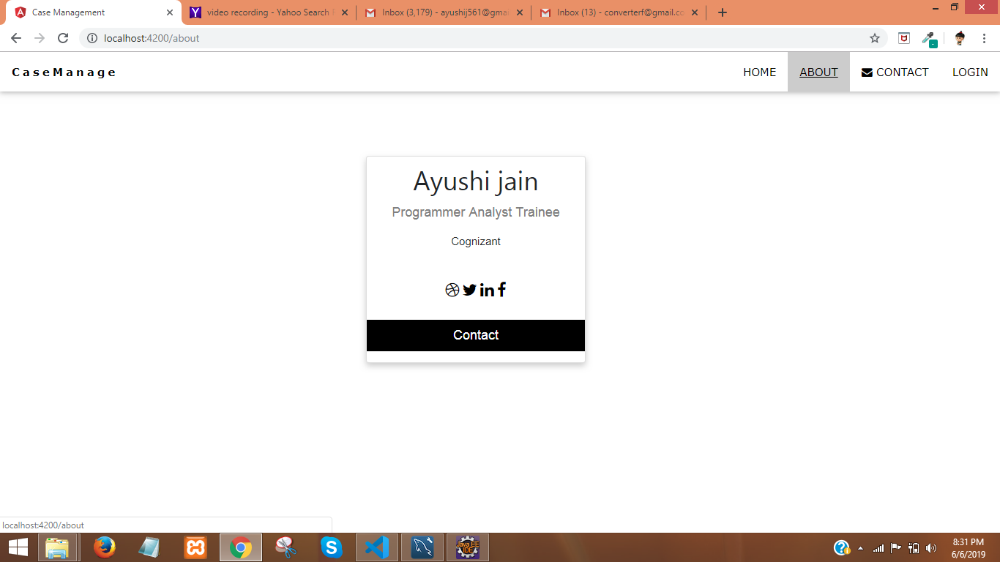 Case Management
video recording - Yahoo Search
Inbox (3,179) - ayushij561@gmai
Inbox (13) - converterf@gmail.co
localhost:4200/about
CaseManage
HOME
ABOUT
CONTACT
LOGIN
Ayushi jain
Programmer Analyst Trainee
Cognizant
Contact
localhost:4200/about
Java EE
IDE
8:31 PM
6/6/2019